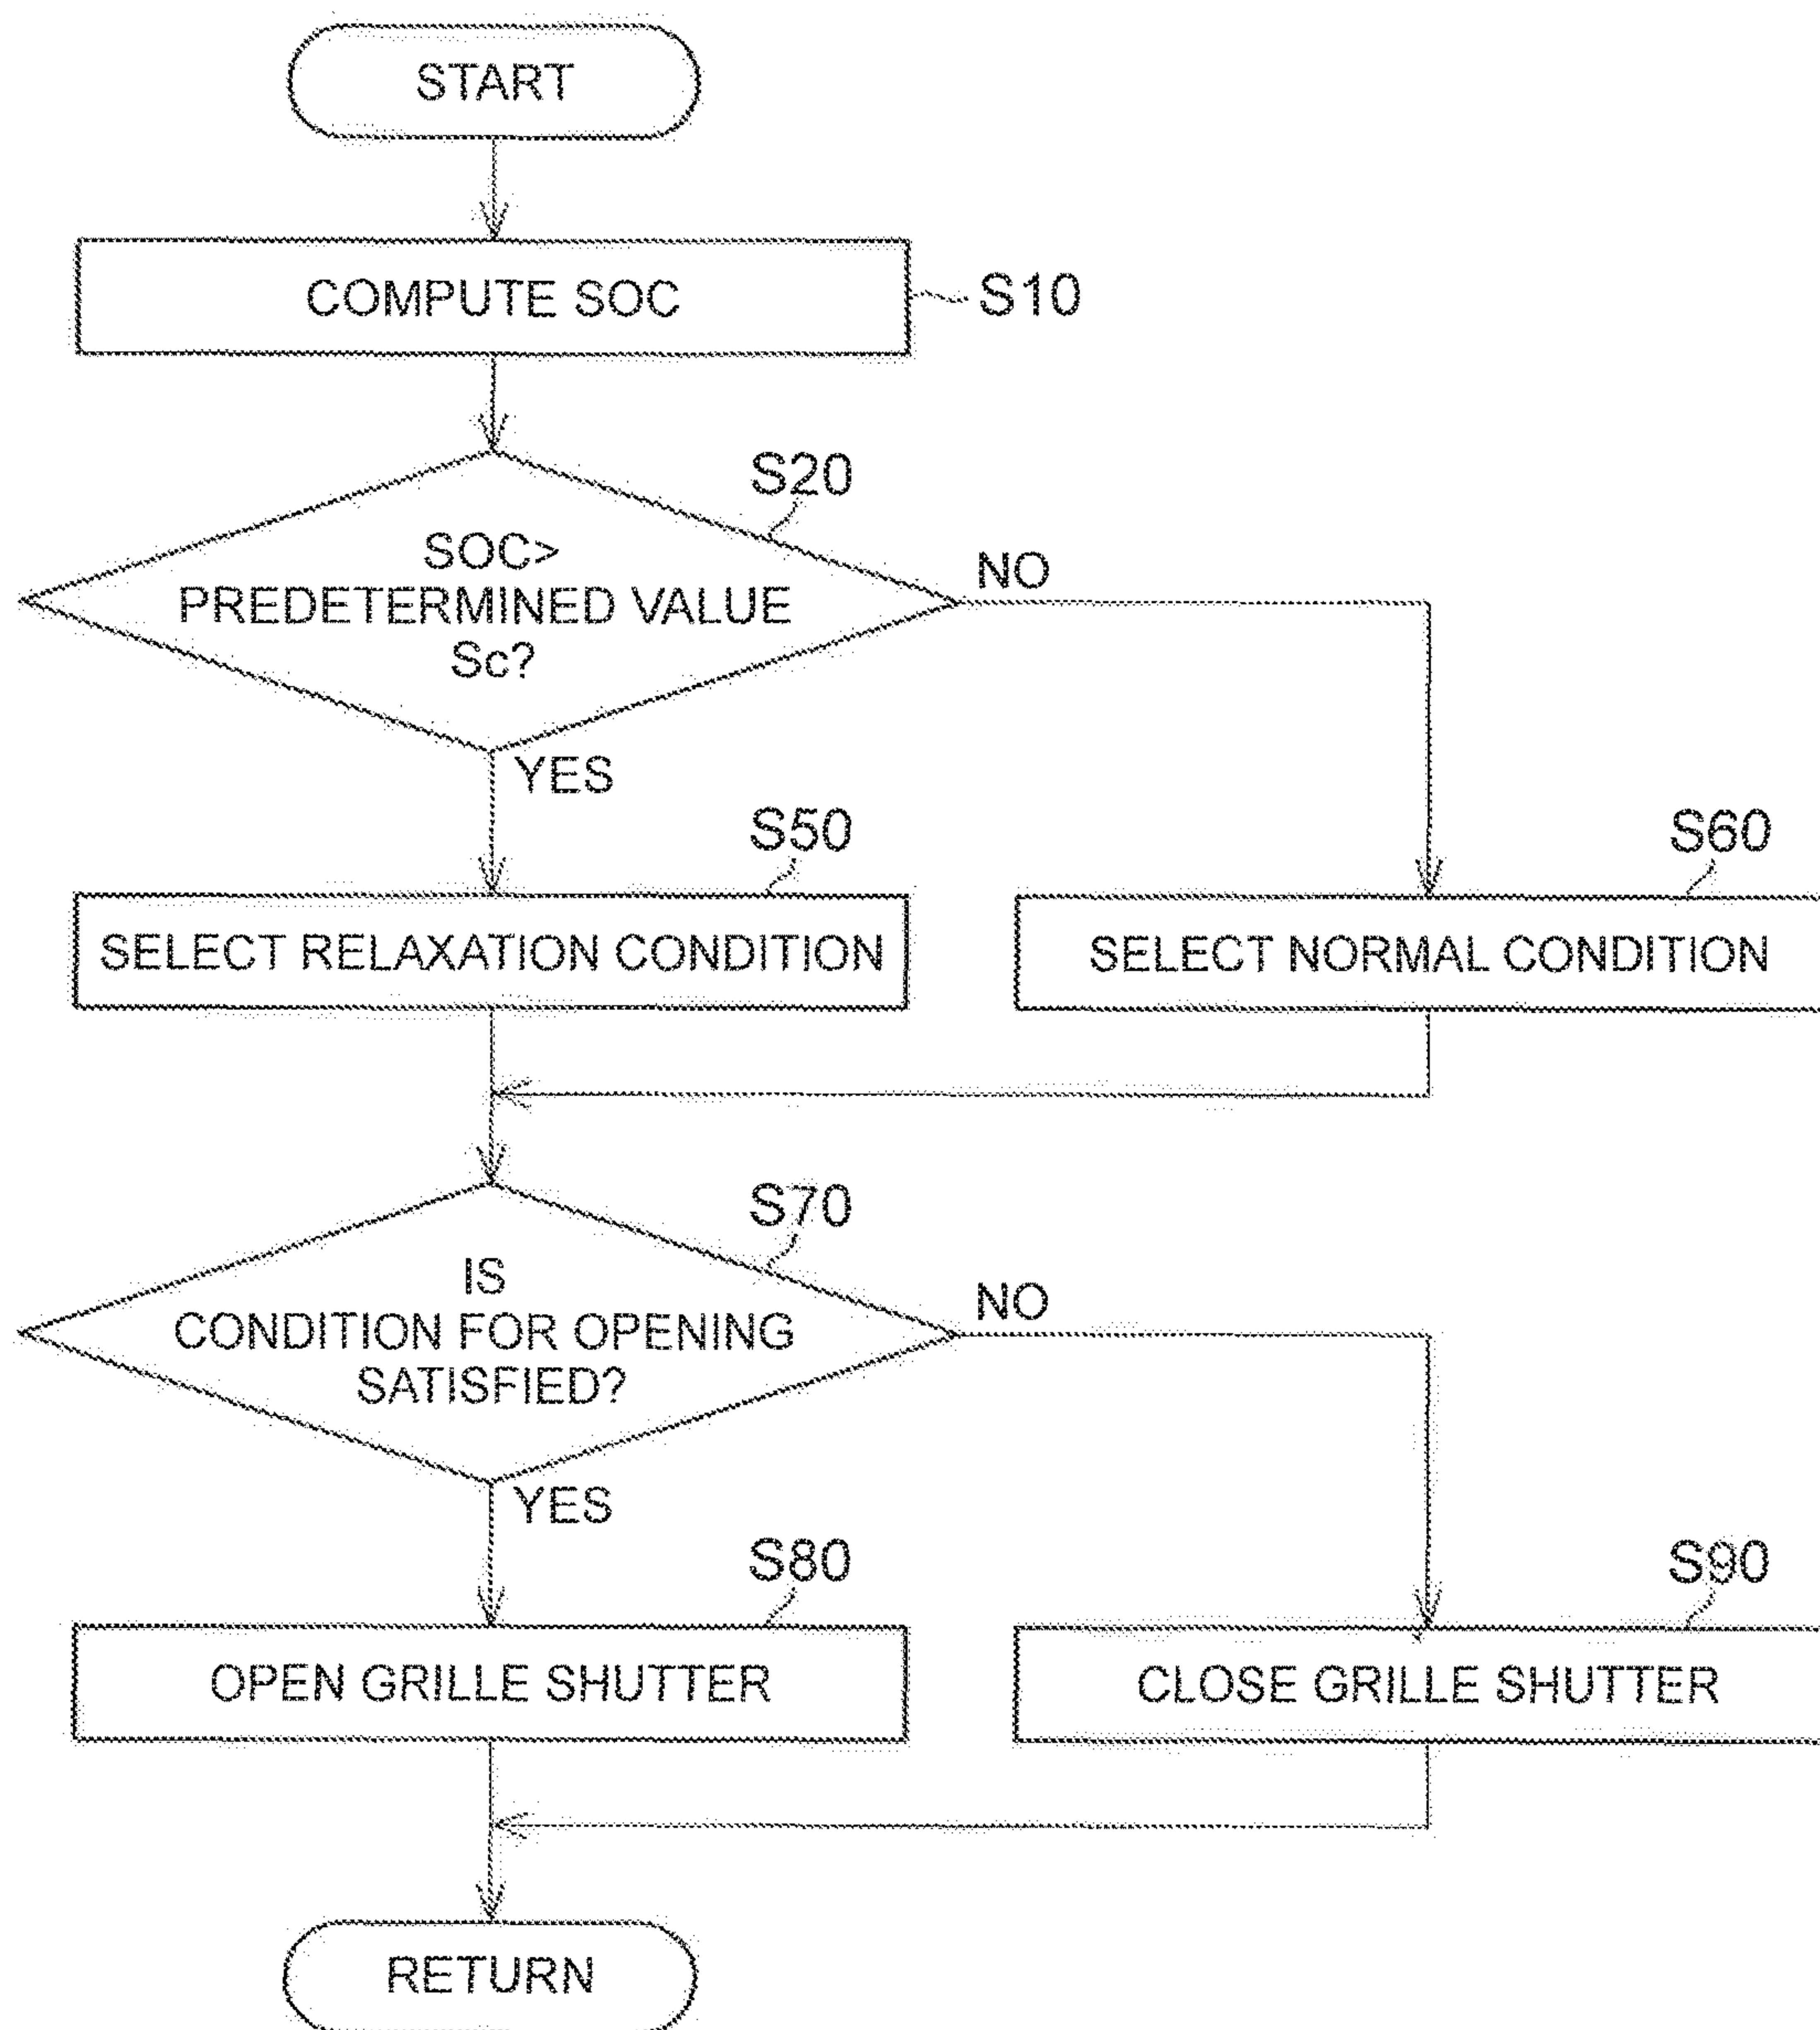 START
COMPUTE SOC
S10
S20
SOC>
PREDETERMINED VALUE
Sc?
NO
YES
S50
SELECT RELAXATION CONDITION
S60
SELECT NORMAL CONDITION
S70
IS
CONDITION FOR OPENING
SATISFIED?
NO
YES
S80
OPEN GRILLE SHUTTER
S90
CLOSE GRILLE SHUTTER
RETURN